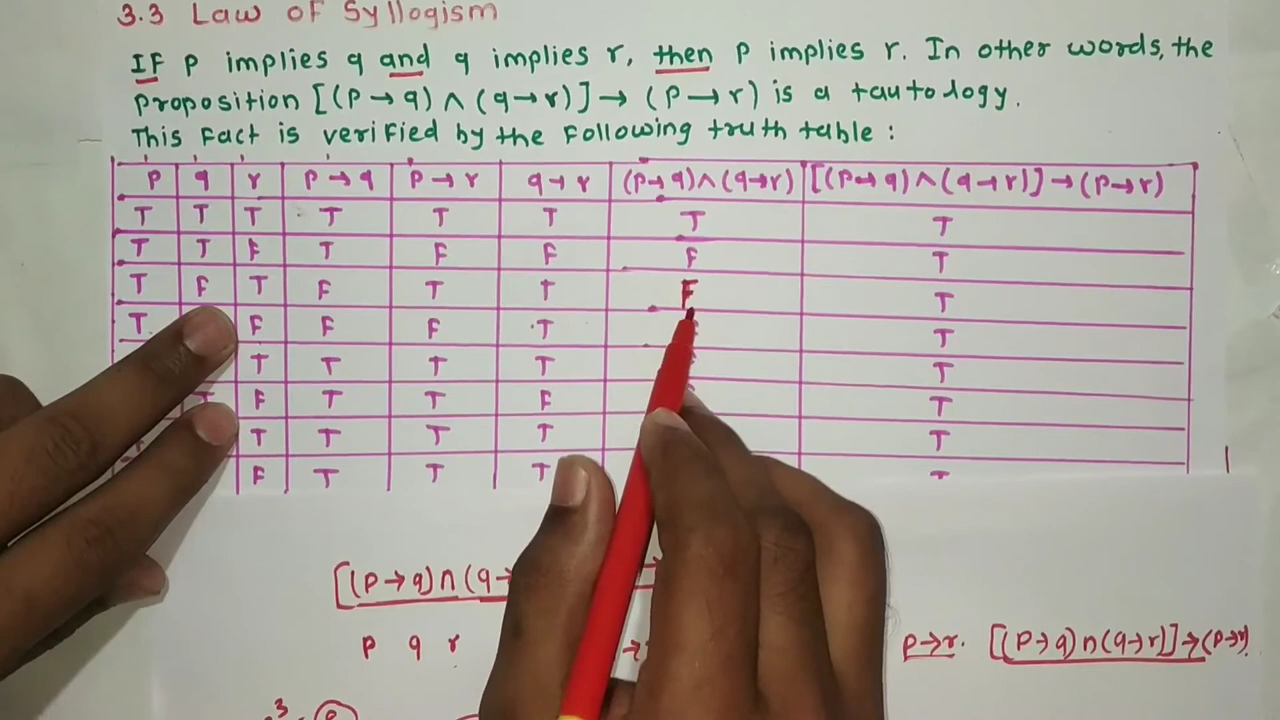 3.3 Law of Syllogism
IF p implies q and q implies r, then p implies r. In other words, the
proposition [(p→q) ∧ (q→r)] → (p→r) is a tautology.
This Fact is verified by the following truth table :
p q r p→q p→r q→r (p→q)∧(q→r) [(p→q)∧(q→r)]→(p→r)
T T T T T T T T
T T F T F F F T
T F T F T T F T
T F F F T T
T T T T T
T F T T F T
T T T T T
F T T T T
[(p→q)∩(q→
p q r
p→r. [(p→q)∩(q→r)]→(p→r)
3